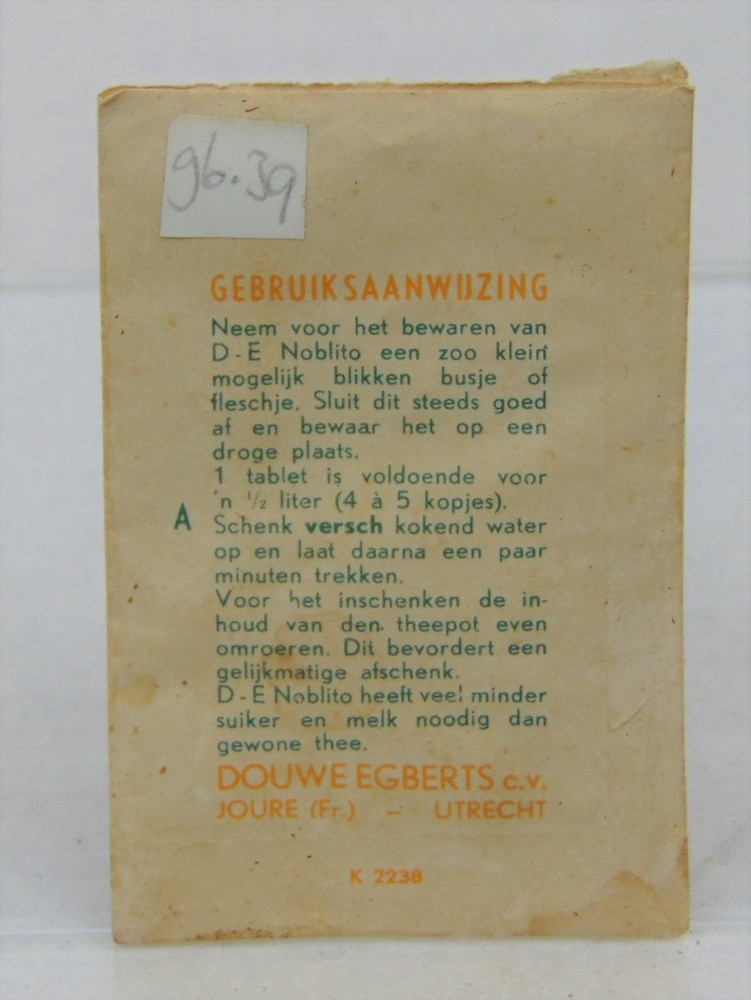 96.39
GEBRUIKSAANWIJZING
Neem voor het bewaren van
D-E Noblito een zoo klein
mogelijk blikken busje of
fleschje. Sluit dit steeds goed
af en bewaar het op een
droge plaats.
1 tablet is voldoende voor
'n 1/2 liter (4 à 5 kopjes).
A Schenk versch kokend water
op en laat daarna een paar
minuten trekken.
Voor het inschenken de in-
houd van den theepot even
omroeren. Dit bevordert een
gelijkmatige afschenk.
D-E Noblito heeft veel minder
suiker en melk noodig dan
gewone thee.
DOUWE EGBERTS c.v.
JOURE (Fr.) – UTRECHT
K 2238